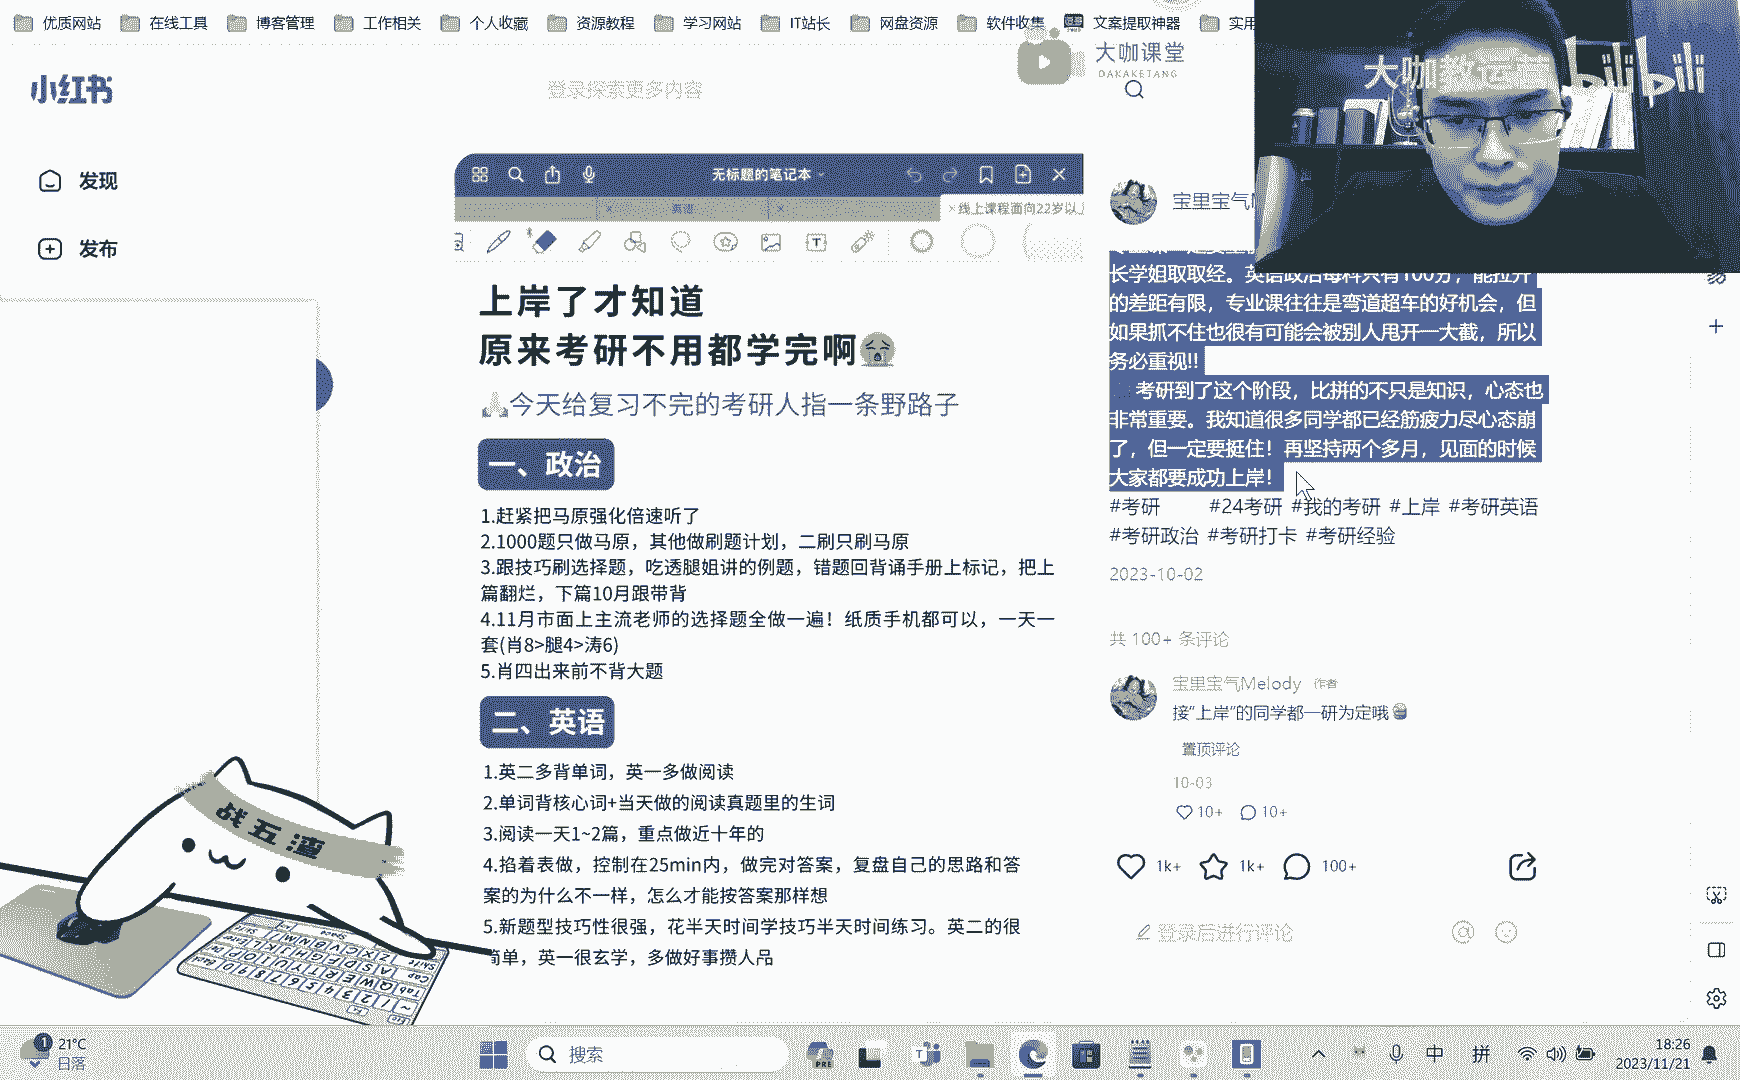 优质网站 在线工具 博客管理 工作相关 个人收藏 资源教程 学习网站 IT站长 网盘资源 软件收集 文案提取神器 实用
大咖课堂
DAKAKETANG
大咖教运营
bilibili
小红书
登录探索更多内容
发现
发布
无标题的笔记本
英语
线上课程面向22岁以上
上岸了才知道
原来考研不用都学完啊
今天给复习不完的考研人指一条野路子
一、政治
1.赶紧把马原强化倍速听了
2.1000题只做马原，其他做刷题计划，二刷只刷马原
3.跟技巧刷选择题，吃透腿姐讲的例题，错题回背诵手册上标记，把上
篇翻烂，下篇10月跟带背
4.11月市面上主流老师的选择题全做一遍！纸质手机都可以，一天一
套(肖8>腿4>涛6)
5.肖四出来前不背大题
二、英语
1.英二多背单词，英一多做阅读
2.单词背核心词+当天做的阅读真题里的生词
3.阅读一天1~2篇，重点做近十年的
4.掐着表做，控制在25min内，做完对答案，复盘自己的思路和答
案的为什么不一样，怎么才能按答案那样想
5.新题型技巧性很强，花半天时间学技巧半天时间练习。英二的很
简单，英一很玄学，多做好事攒人品
宝里宝气
长学姐取取经。英语政治每科只有100分，能拉开
的差距有限，专业课往往是弯道超车的好机会，但
如果抓不住也很有可能会被别人甩开一大截，所以
务必重视!!
考研到了这个阶段，比拼的不只是知识，心态也
非常重要。我知道很多同学都已经筋疲力尽心态崩
了，但一定要挺住！再坚持两个多月，见面的时候
大家都要成功上岸！
#考研 #24考研 #我的考研 #上岸 #考研英语
#考研政治 #考研打卡 #考研经验
2023-10-02
共 100+ 条评论
宝里宝气Melody 作者
接“上岸”的同学都一研为定哦
置顶评论
10-03
10+ 10+
1k+ 1k+ 100+
登录后进行评论
战五渣
1
21°C
日落
搜索
PRE
中 拼
18:26
2023/11/21